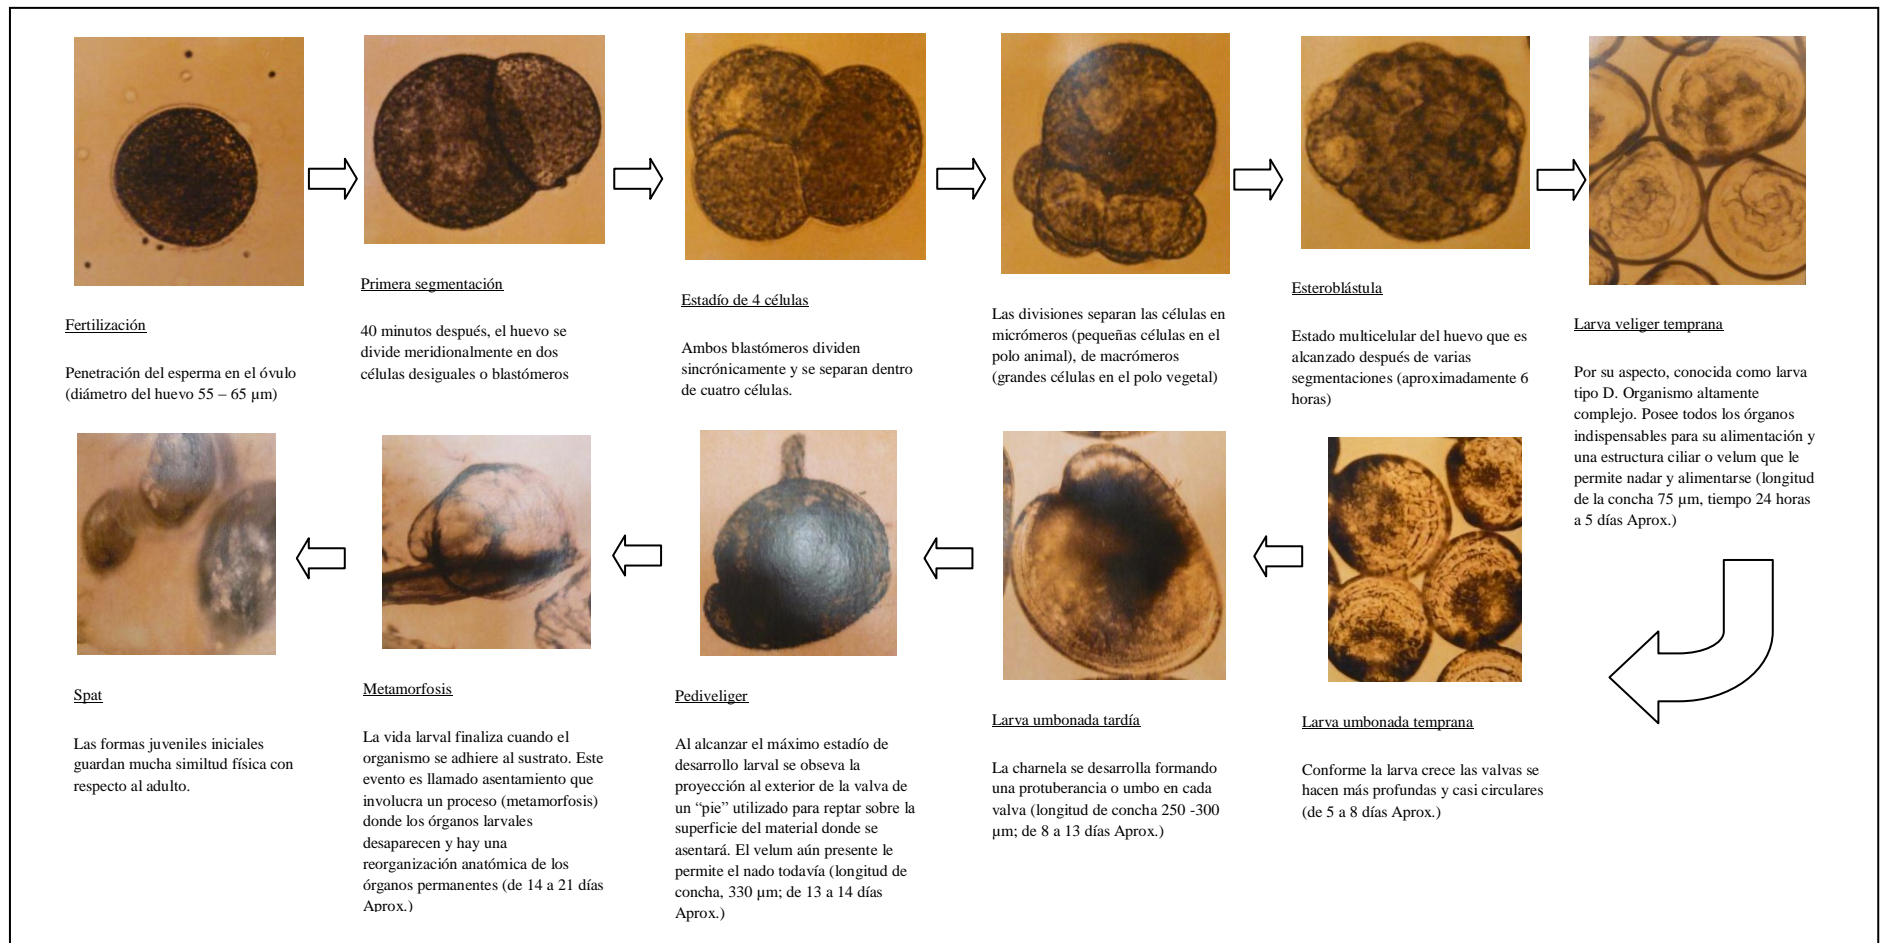 Fertilización
Penetración del esperma en el óvulo
(diámetro del huevo 55 – 65 µm)
Primera segmentación
40 minutos después, el huevo se
divide meridionalmente en dos
células desiguales o blastómeros
Estadío de 4 células
Ambos blastómeros dividen
sincrónicamente y se separan dentro
de cuatro células.
Las divisiones separan las células en
micrómeros (pequeñas células en el
polo animal), de macrómeros
(grandes células en el polo vegetal)
Esteroblástula
Estado multicelular del huevo que es
alcanzado después de varias
segmentaciones (aproximadamente 6
horas)
Larva veliger temprana
Por su aspecto, conocida como larva
tipo D. Organismo altamente
complejo. Posee todos los órganos
indispensables para su alimentación y
una estructura ciliar o velum que le
permite nadar y alimentarse (longitud
de la concha 75 µm, tiempo 24 horas
a 5 días Aprox.)
Larva umbonada temprana
Conforme la larva crece las valvas se
hacen más profundas y casi circulares
(de 5 a 8 días Aprox.)
Larva umbonada tardía
La charnela se desarrolla formando
una protuberancia o umbo en cada
valva (longitud de concha 250 -300
µm; de 8 a 13 días Aprox.)
Pediveliger
Al alcanzar el máximo estadío de
desarrollo larval se obseva la
proyección al exterior de la valva de
un “pie” utilizado para reptar sobre la
superficie del material donde se
asentará. El velum aún presente le
permite el nado todavía (longitud de
concha, 330 µm; de 13 a 14 días
Aprox.)
Metamorfosis
La vida larval finaliza cuando el
organismo se adhiere al sustrato. Este
evento es llamado asentamiento que
involucra un proceso (metamorfosis)
donde los órganos larvales
desaparecen y hay una
reorganización anatómica de los
órganos permanentes (de 14 a 21 días
Aprox.)
Spat
Las formas juveniles iniciales
guardan mucha similtud física con
respecto al adulto.